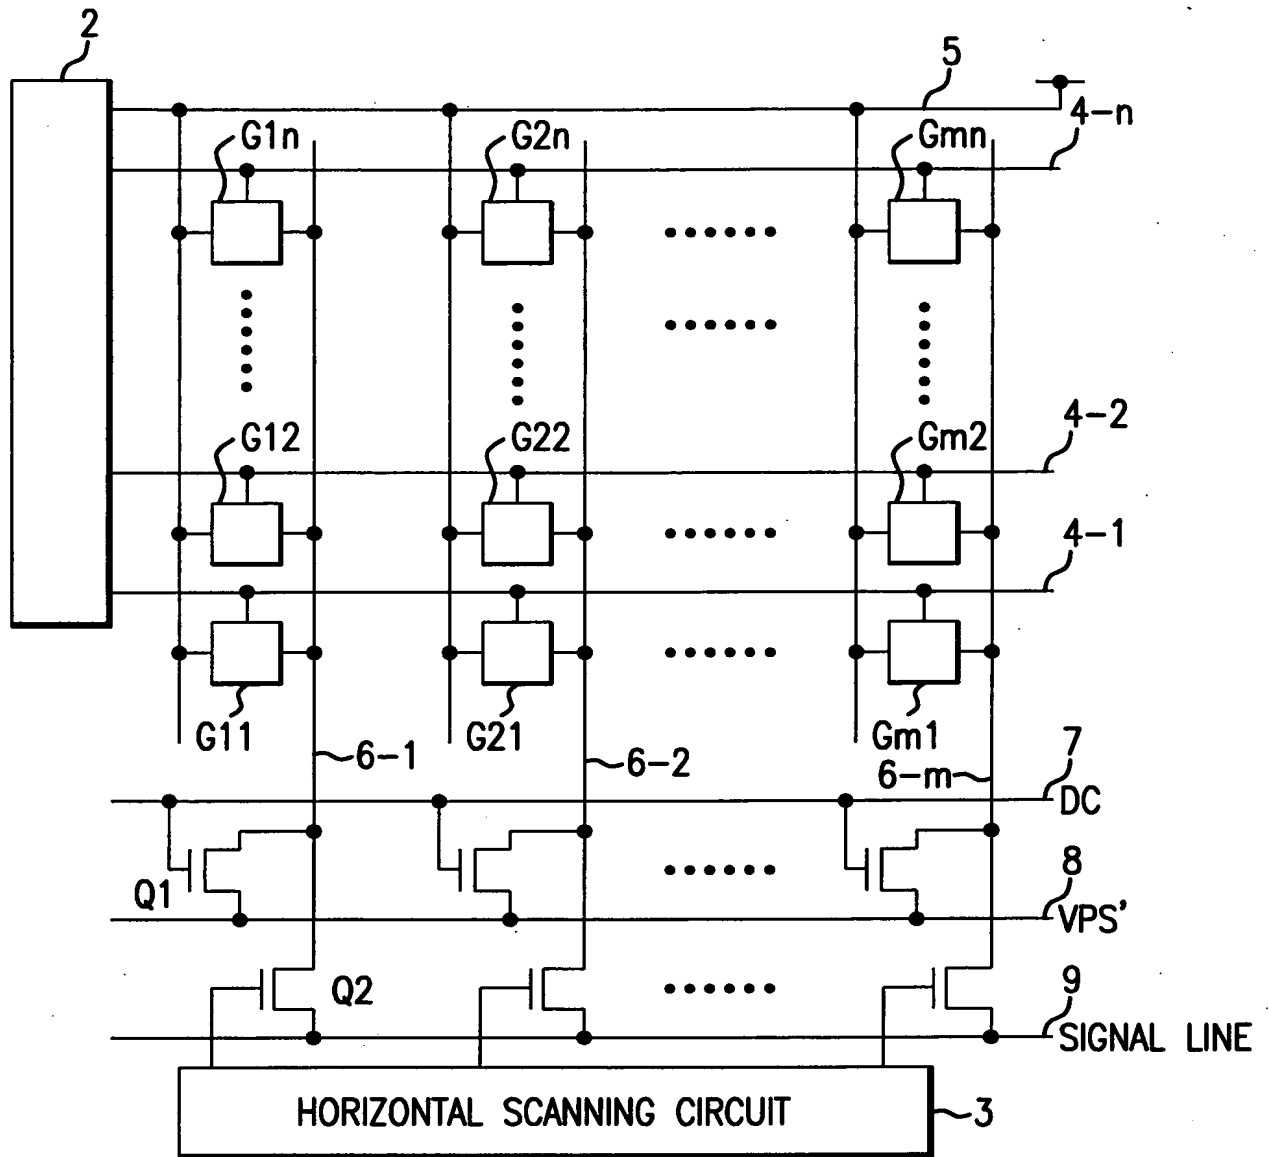 2
5
4-n
G1n G2n Gmn
4-2
G12 G22 Gm2
4-1
G11 G21 Gm1
6-1 6-2 6-m 7
DC
Q1 8
VPS'
Q2 9
SIGNAL LINE
HORIZONTAL SCANNING CIRCUIT 3